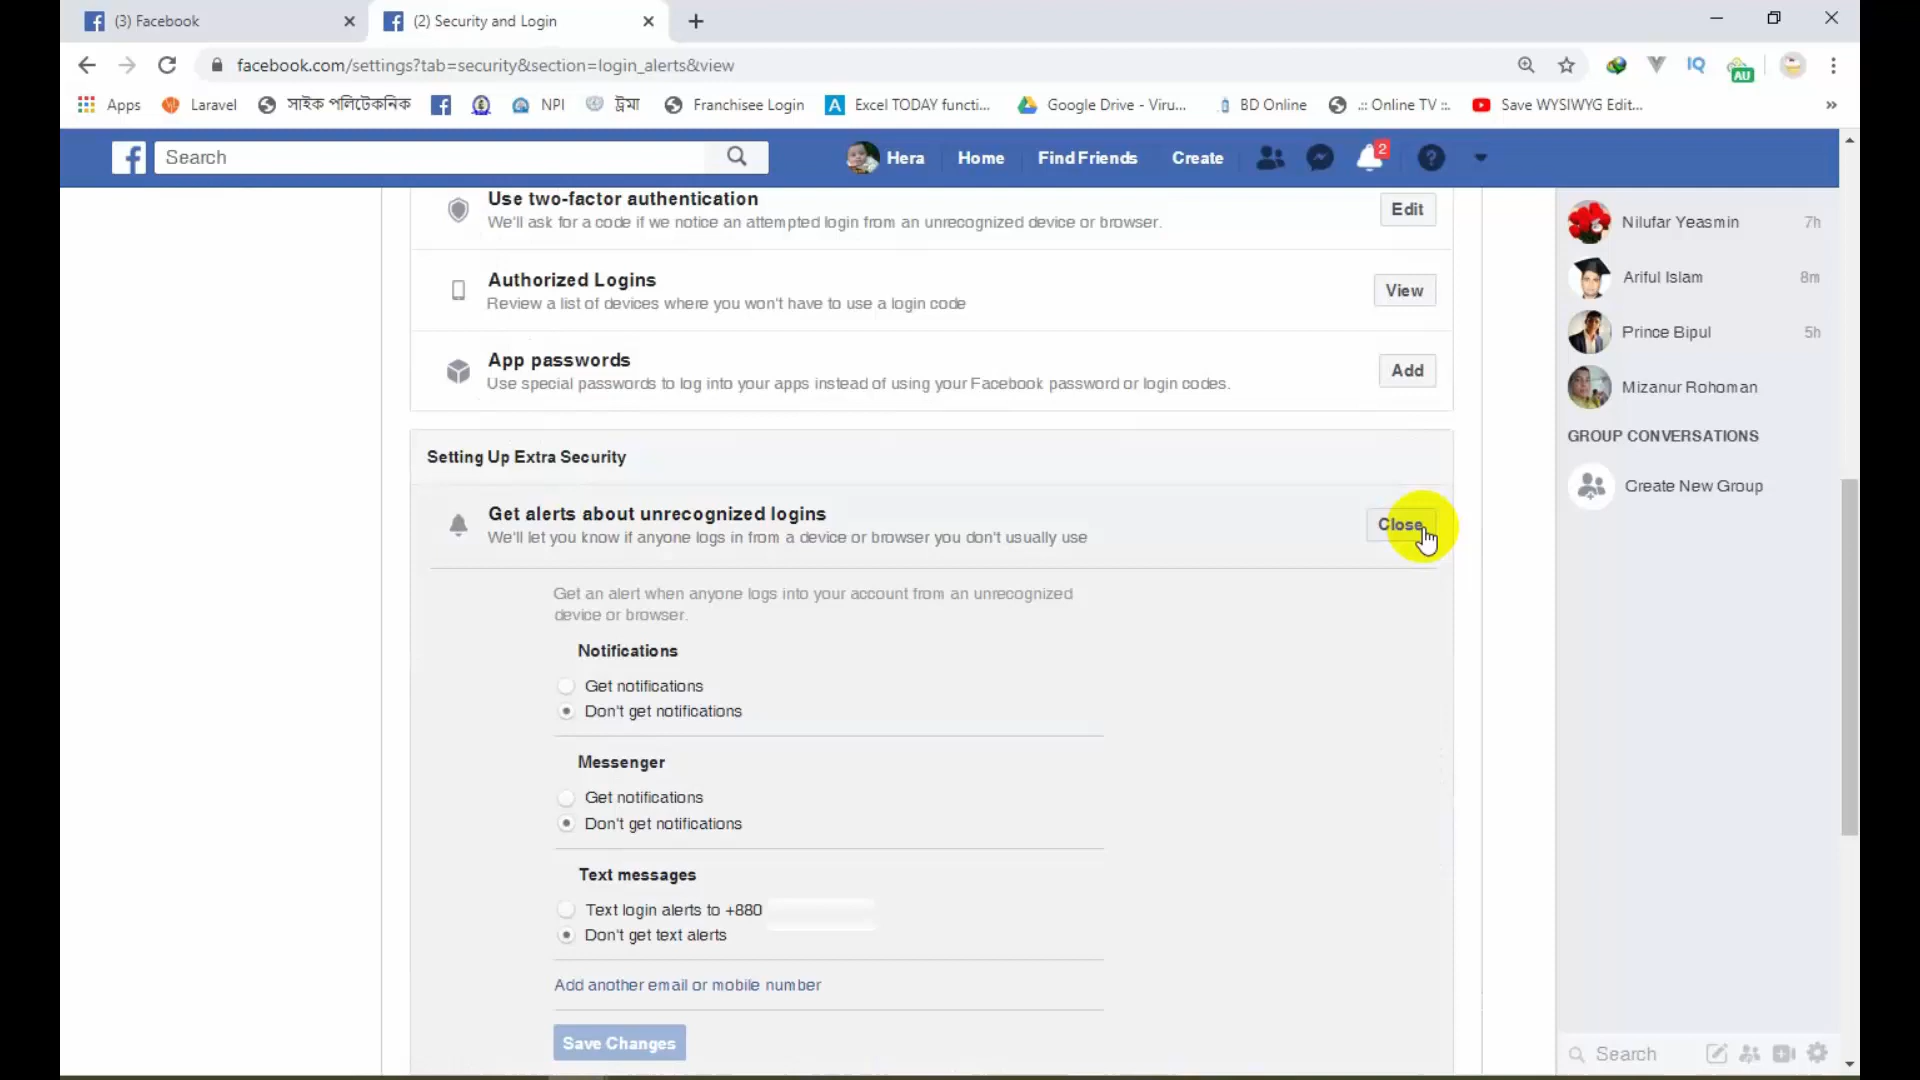 (3) Facebook
(2) Security and Login
facebook.com/settings?tab=security&section=login_alerts&view
AU
Apps
Laravel
সাইক পলিটেকনিক
NPI
ট্রমা
Franchisee Login
Excel TODAY functi...
Google Drive - Viru...
BD Online
.:: Online TV ::.
Save WYSIWYG Edit...
Search
Hera
Home
Find Friends
Create
2
Use two-factor authentication
We'll ask for a code if we notice an attempted login from an unrecognized device or browser.
Edit
Authorized Logins
Review a list of devices where you won't have to use a login code
View
App passwords
Use special passwords to log into your apps instead of using your Facebook password or login codes.
Add
Setting Up Extra Security
Get alerts about unrecognized logins
We'll let you know if anyone logs in from a device or browser you don't usually use
Close
Get an alert when anyone logs into your account from an unrecognized
device or browser.
Notifications
Get notifications
Don't get notifications
Messenger
Get notifications
Don't get notifications
Text messages
Text login alerts to +880
Don't get text alerts
Add another email or mobile number
Save Changes
Nilufar Yeasmin 7h
Ariful Islam 8m
Prince Bipul 5h
Mizanur Rohoman
GROUP CONVERSATIONS
Create New Group
Search